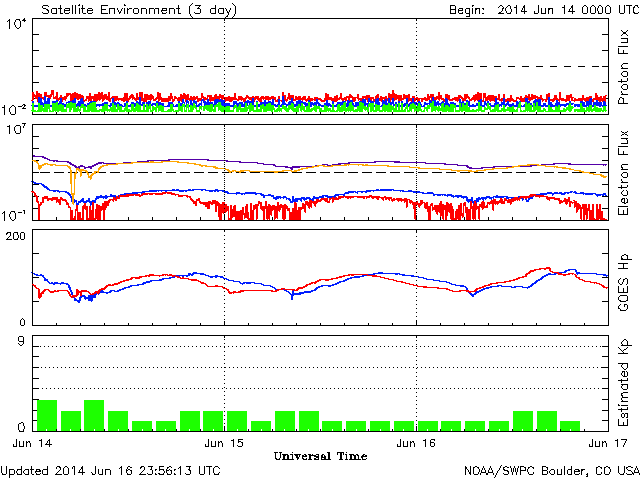 Satellite Environment (3 day) Begin: 2014 Jun 14 0000 UTC
10^4
10^-2
Proton Flux
10^7
10^-1
Electron Flux
200
0
GOES Hp
9
0
Estimated Kp
Jun 14 Jun 15 Jun 16 Jun 17
Universal Time
Updated 2014 Jun 16 23:56:13 UTC NOAA/SWPC Boulder, CO USA